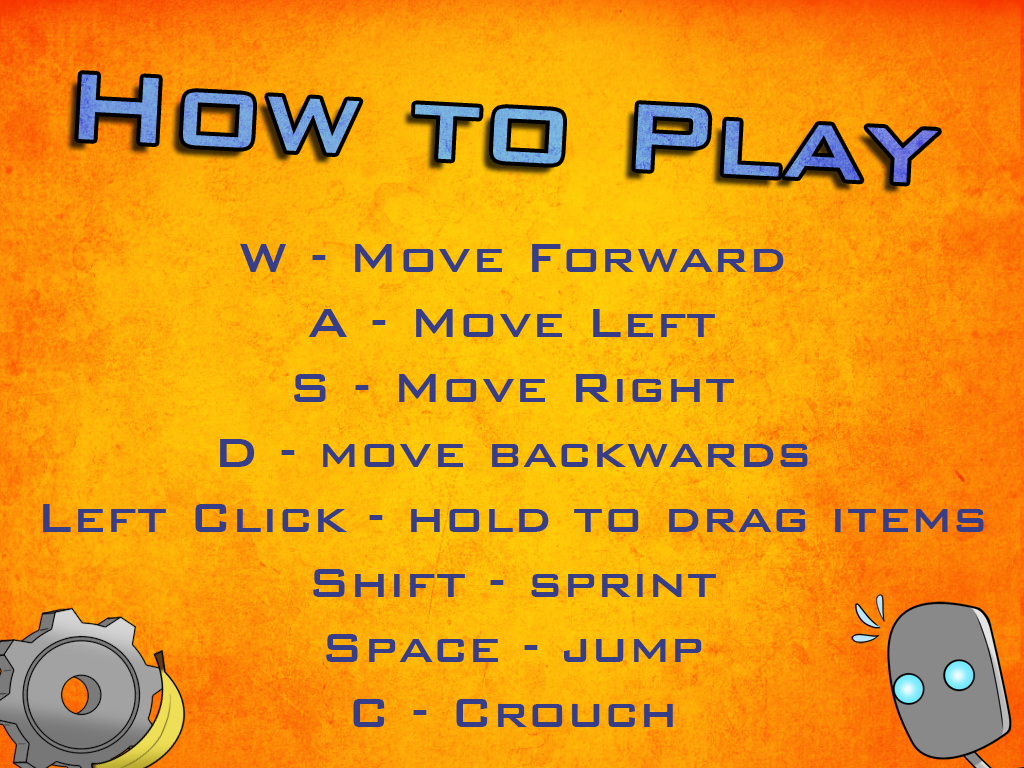 How to Play
W - Move Forward
A - Move Left
S - Move Right
D - move backwards
Left Click - hold to drag items
Shift - sprint
Space - jump
C - Crouch